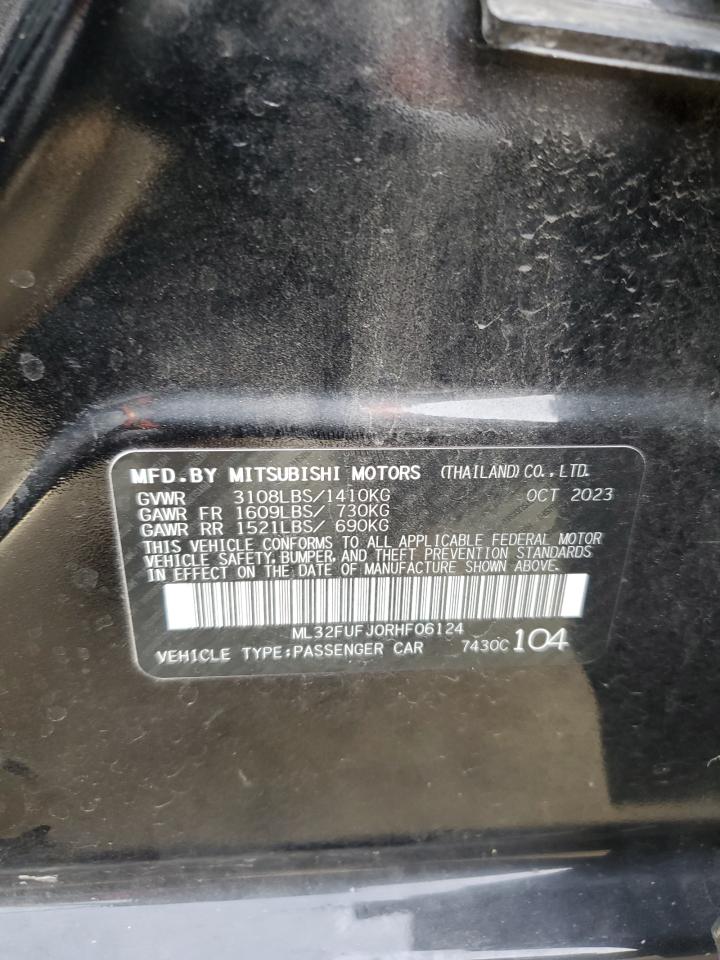 MFD.BY MITSUBISHI MOTORS (THAILAND) CO., LTD.
GVWR 3108LBS/1410KG OCT 2023
GAWR FR 1609LBS/ 730KG
GAWR RR 1521LBS/ 690KG
THIS VEHICLE CONFORMS TO ALL APPLICABLE FEDERAL MOTOR
VEHICLE SAFETY, BUMPER, AND THEFT PREVENTION STANDARDS
IN EFFECT ON THE DATE OF MANUFACTURE SHOWN ABOVE.
ML32FUFJ0RHF06124
VEHICLE TYPE:PASSENGER CAR 7430C 104